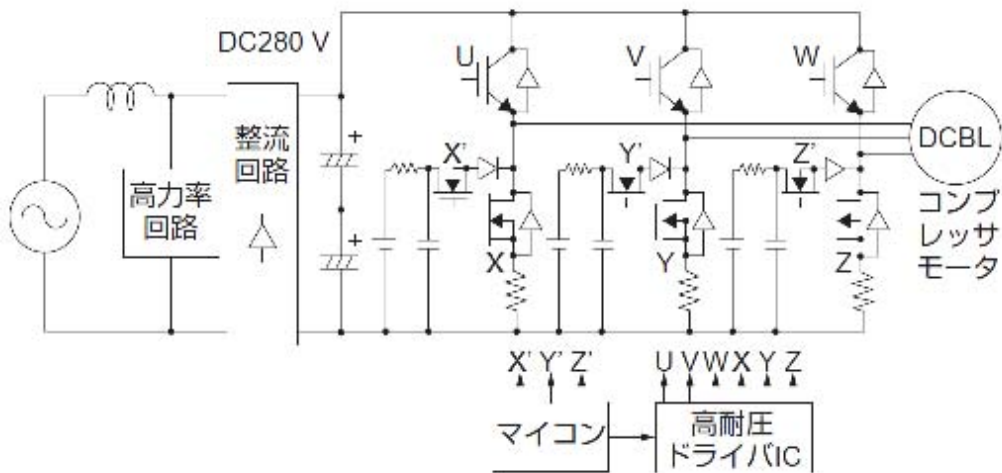 DC280 V
U
V
W
整流
回路
高力率
回路
+
+
X'
Y'
Z'
X
Y
Z
DCBL
コンプ
レッサ
モータ
X' Y' Z'
U V W X Y Z
マイコン
高耐圧
ドライバIC